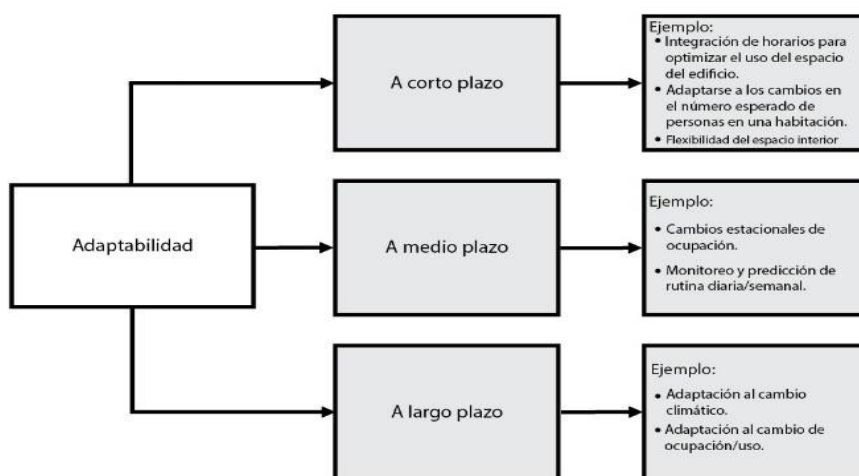 Adaptabilidad
A corto plazo
Ejemplo:
• Integración de horarios para
optimizar el uso del espacio
del edificio.
• Adaptarse a los cambios en
el número esperado de
personas en una habitación.
• Flexibilidad del espacio interior
A medio plazo
Ejemplo:
• Cambios estacionales de
ocupación.
• Monitoreo y predicción de
rutina diaria/semanal.
A largo plazo
Ejemplo:
• Adaptación al cambio
climático.
• Adaptación al cambio de
ocupación/uso.